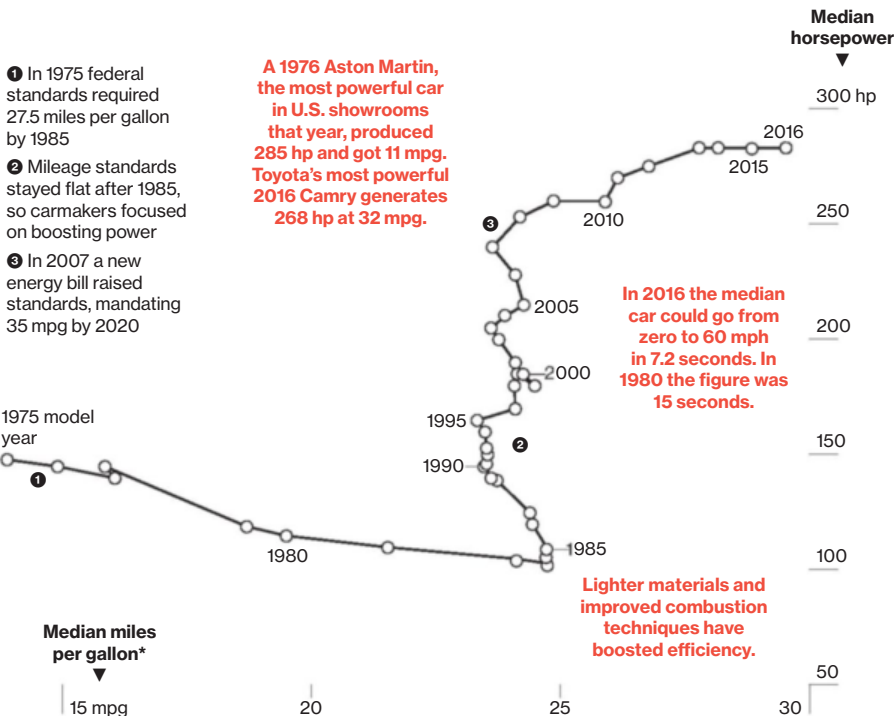 Median
horsepower
▼
❶ In 1975 federal
standards required
27.5 miles per gallon
by 1985
❷ Mileage standards
stayed flat after 1985,
so carmakers focused
on boosting power
❸ In 2007 a new
energy bill raised
standards, mandating
35 mpg by 2020
A 1976 Aston Martin,
the most powerful car
in U.S. showrooms
that year, produced
285 hp and got 11 mpg.
Toyota's most powerful
2016 Camry generates
268 hp at 32 mpg.
300 hp
2016
2015
2010
250
❸
2005
In 2016 the median
car could go from
zero to 60 mph
in 7.2 seconds. In
1980 the figure was
15 seconds.
200
2000
1995
❷
1990
150
1975 model
year
❶
1980
1985
100
Lighter materials and
improved combustion
techniques have
boosted efficiency.
Median miles
per gallon*
▼
50
15 mpg
20
25
30